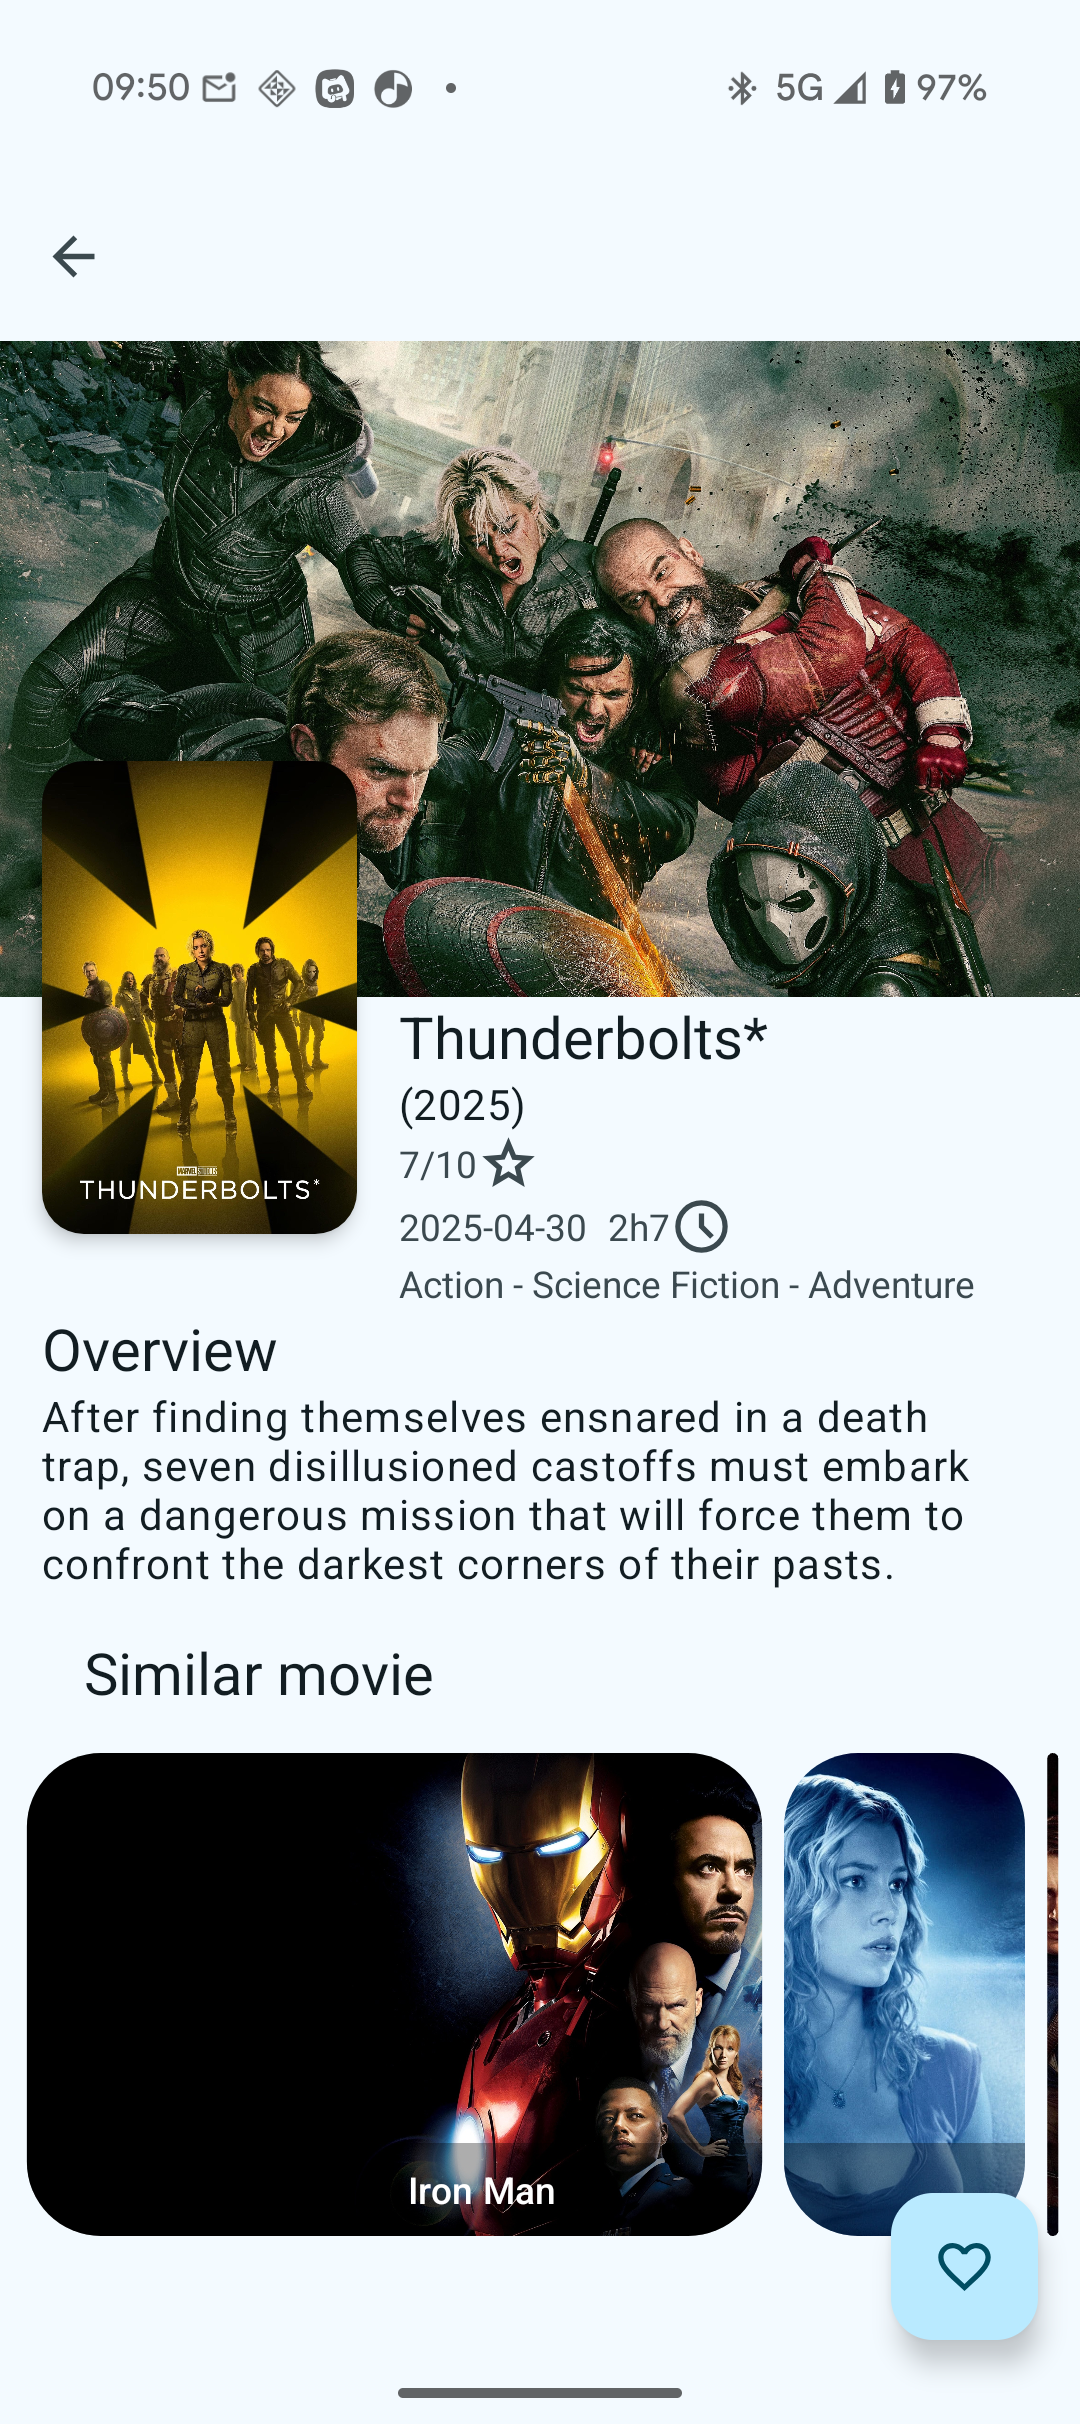 09:50
5G
97%
MARVEL STUDIOS
THUNDERBOLTS*
Thunderbolts*
(2025)
7/10
2025-04-30 2h7
Action - Science Fiction - Adventure
Overview
After finding themselves ensnared in a death
trap, seven disillusioned castoffs must embark
on a dangerous mission that will force them to
confront the darkest corners of their pasts.
Similar movie
Iron Man